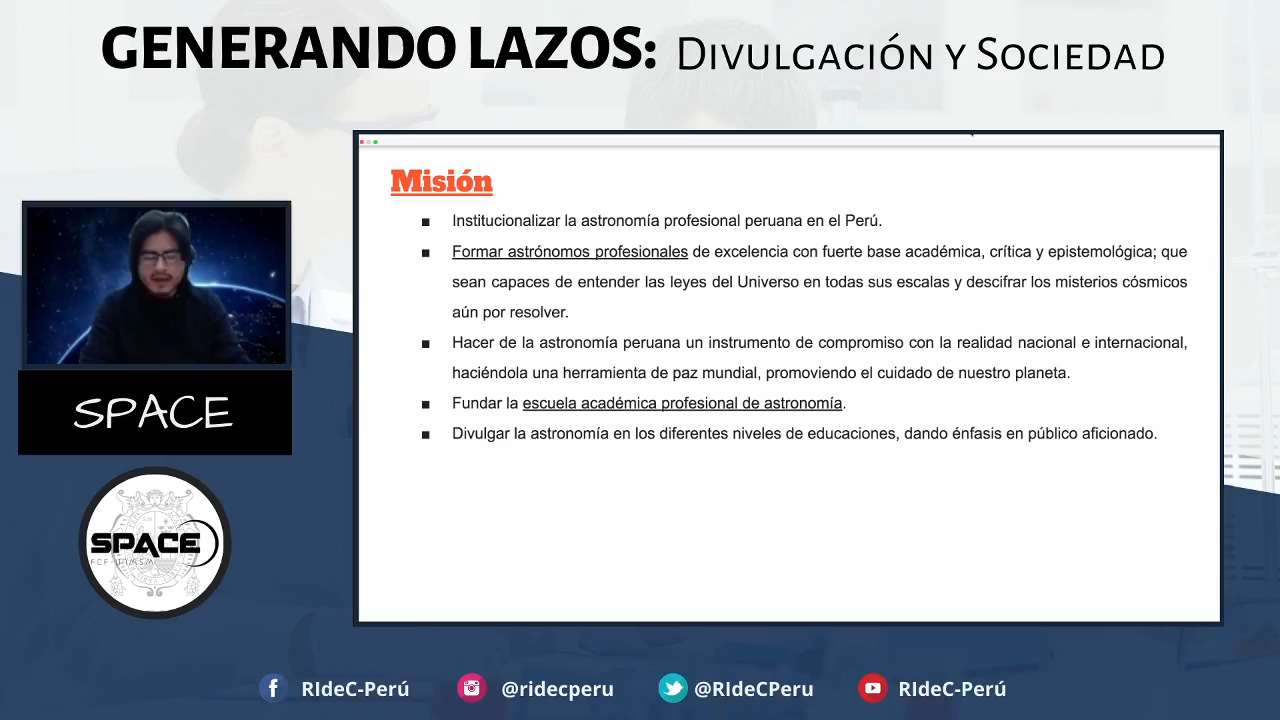 GENERANDO LAZOS: DIVULGACIÓN Y SOCIEDAD
Misión
■ Institucionalizar la astronomía profesional peruana en el Perú.
■ Formar astrónomos profesionales de excelencia con fuerte base académica, crítica y epistemológica; que
sean capaces de entender las leyes del Universo en todas sus escalas y descifrar los misterios cósmicos
aún por resolver.
■ Hacer de la astronomía peruana un instrumento de compromiso con la realidad nacional e internacional,
haciéndola una herramienta de paz mundial, promoviendo el cuidado de nuestro planeta.
■ Fundar la escuela académica profesional de astronomía.
■ Divulgar la astronomía en los diferentes niveles de educaciones, dando énfasis en público aficionado.
SPACE
SPACE
FCF-UNMSM
RIdeC-Perú
@ridecperu
@RIdeCPeru
RIdeC-Perú